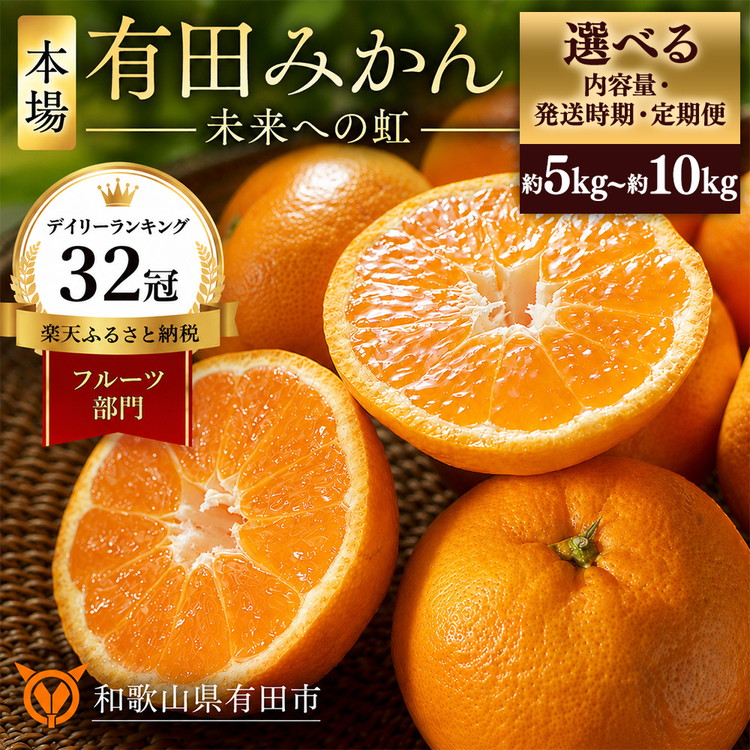 本場
有田みかん
未来への虹
選べる
内容量・
発送時期・定期便
約5kg～約10kg
デイリーランキング
32冠
楽天ふるさと納税
フルーツ
部門
和歌山県有田市